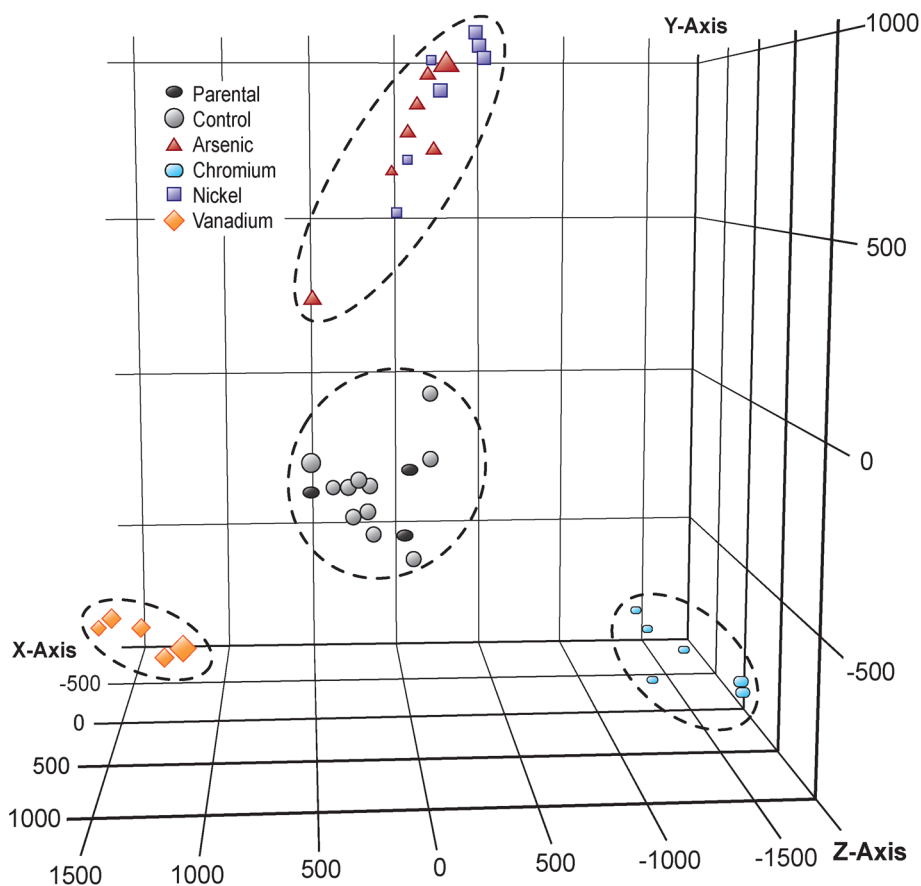 Y-Axis
1000
Parental
Control
Arsenic
Chromium
Nickel
Vanadium
500
0
-500
X-Axis
-500
0
500
1000
1500
1000
500
0
500
-1000
-1500
Z-Axis